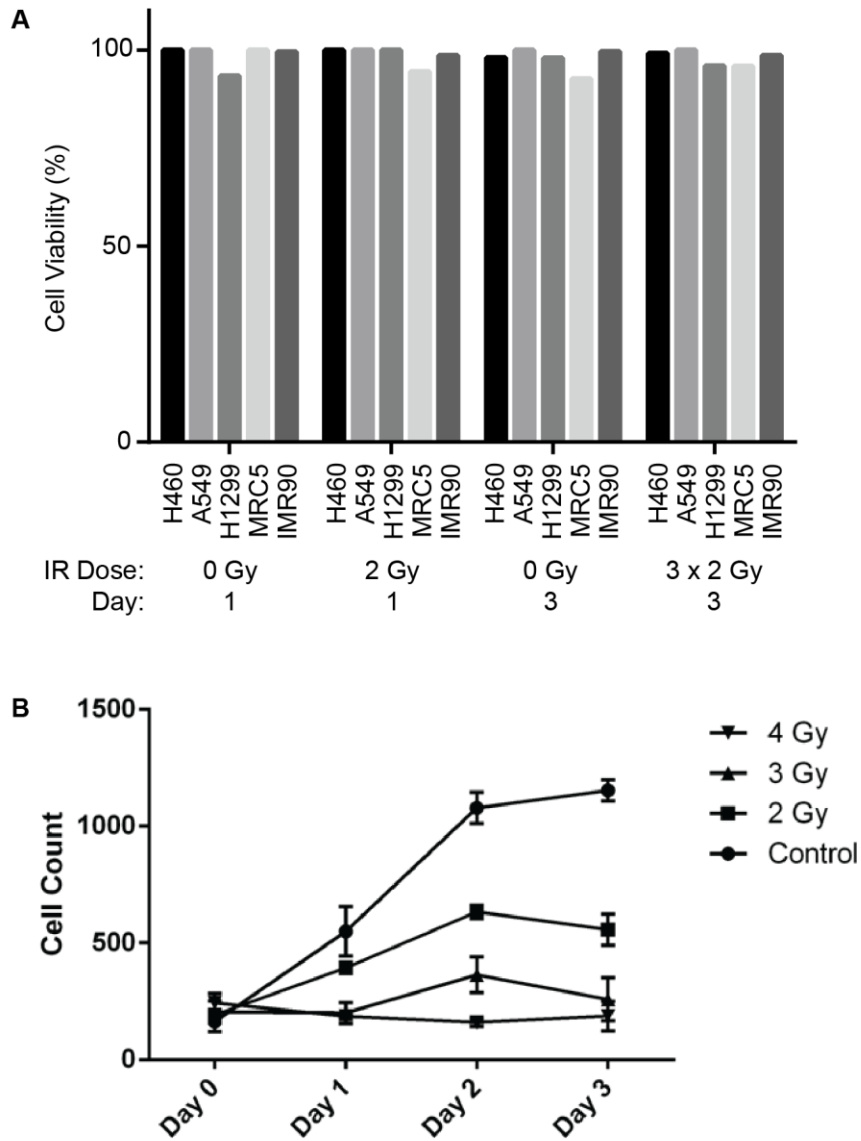 A
Cell Viability (%)
100
50
0
H460
A549
H1299
MRC5
IMR90
H460
A549
H1299
MRC5
IMR90
H460
A549
H1299
MRC5
IMR90
H460
A549
H1299
MRC5
IMR90
IR Dose: 0 Gy 2 Gy 0 Gy 3 x 2 Gy
Day: 1 1 3 3
B
Cell Count
1500
1000
500
0
Day 0
Day 1
Day 2
Day 3
4 Gy
3 Gy
2 Gy
Control